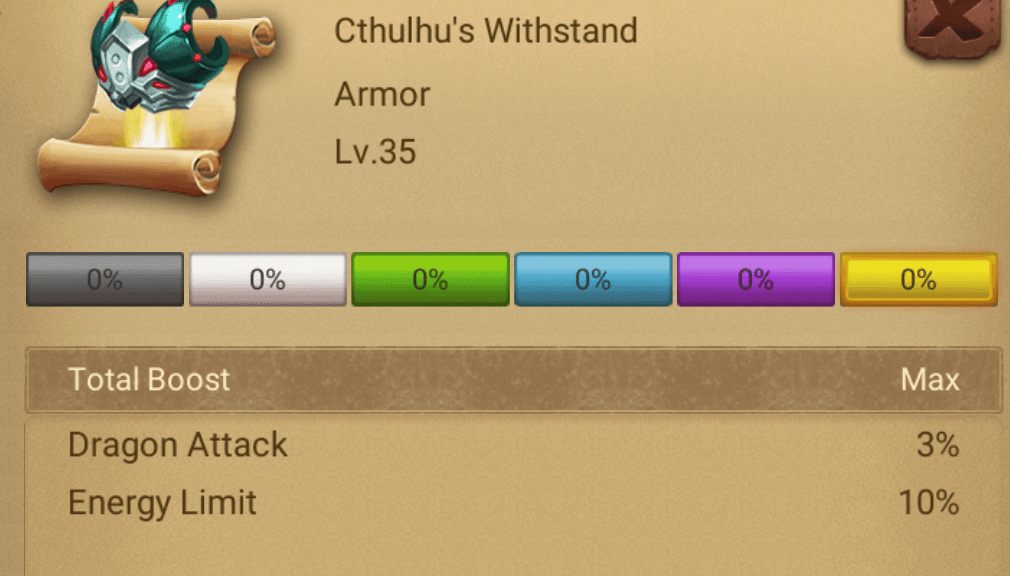 Cthulhu's Withstand
Armor
Lv.35
0% 0% 0% 0% 0% 0%
Total Boost Max
Dragon Attack 3%
Energy Limit 10%